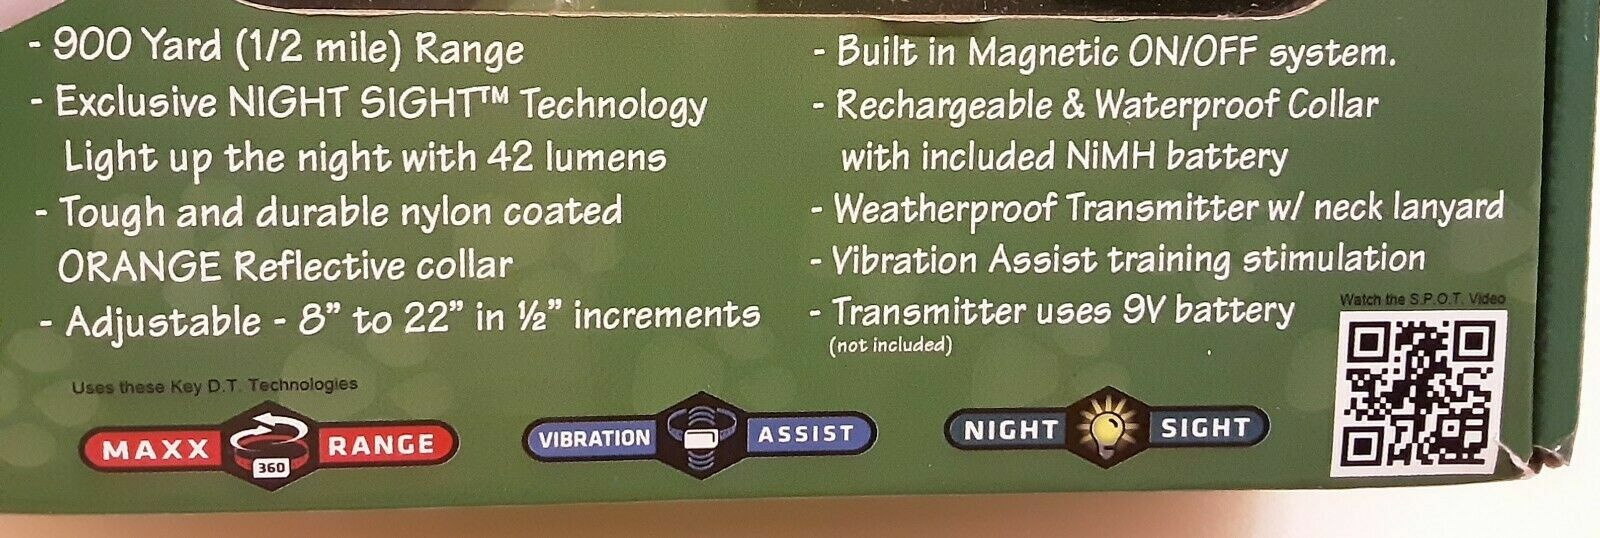 - 900 Yard (1/2 mile) Range
- Exclusive NIGHT SIGHT™ Technology
Light up the night with 42 lumens
- Tough and durable nylon coated
ORANGE Reflective collar
- Adjustable - 8” to 22” in ½” increments
- Built in Magnetic ON/OFF system.
- Rechargeable & Waterproof Collar
with included NiMH battery
- Weatherproof Transmitter w/ neck lanyard
- Vibration Assist training stimulation
- Transmitter uses 9V battery
(not included)
Watch the S.P.O.T. Video
Uses these Key D.T. Technologies
MAXX 360 RANGE
VIBRATION ASSIST
NIGHT SIGHT